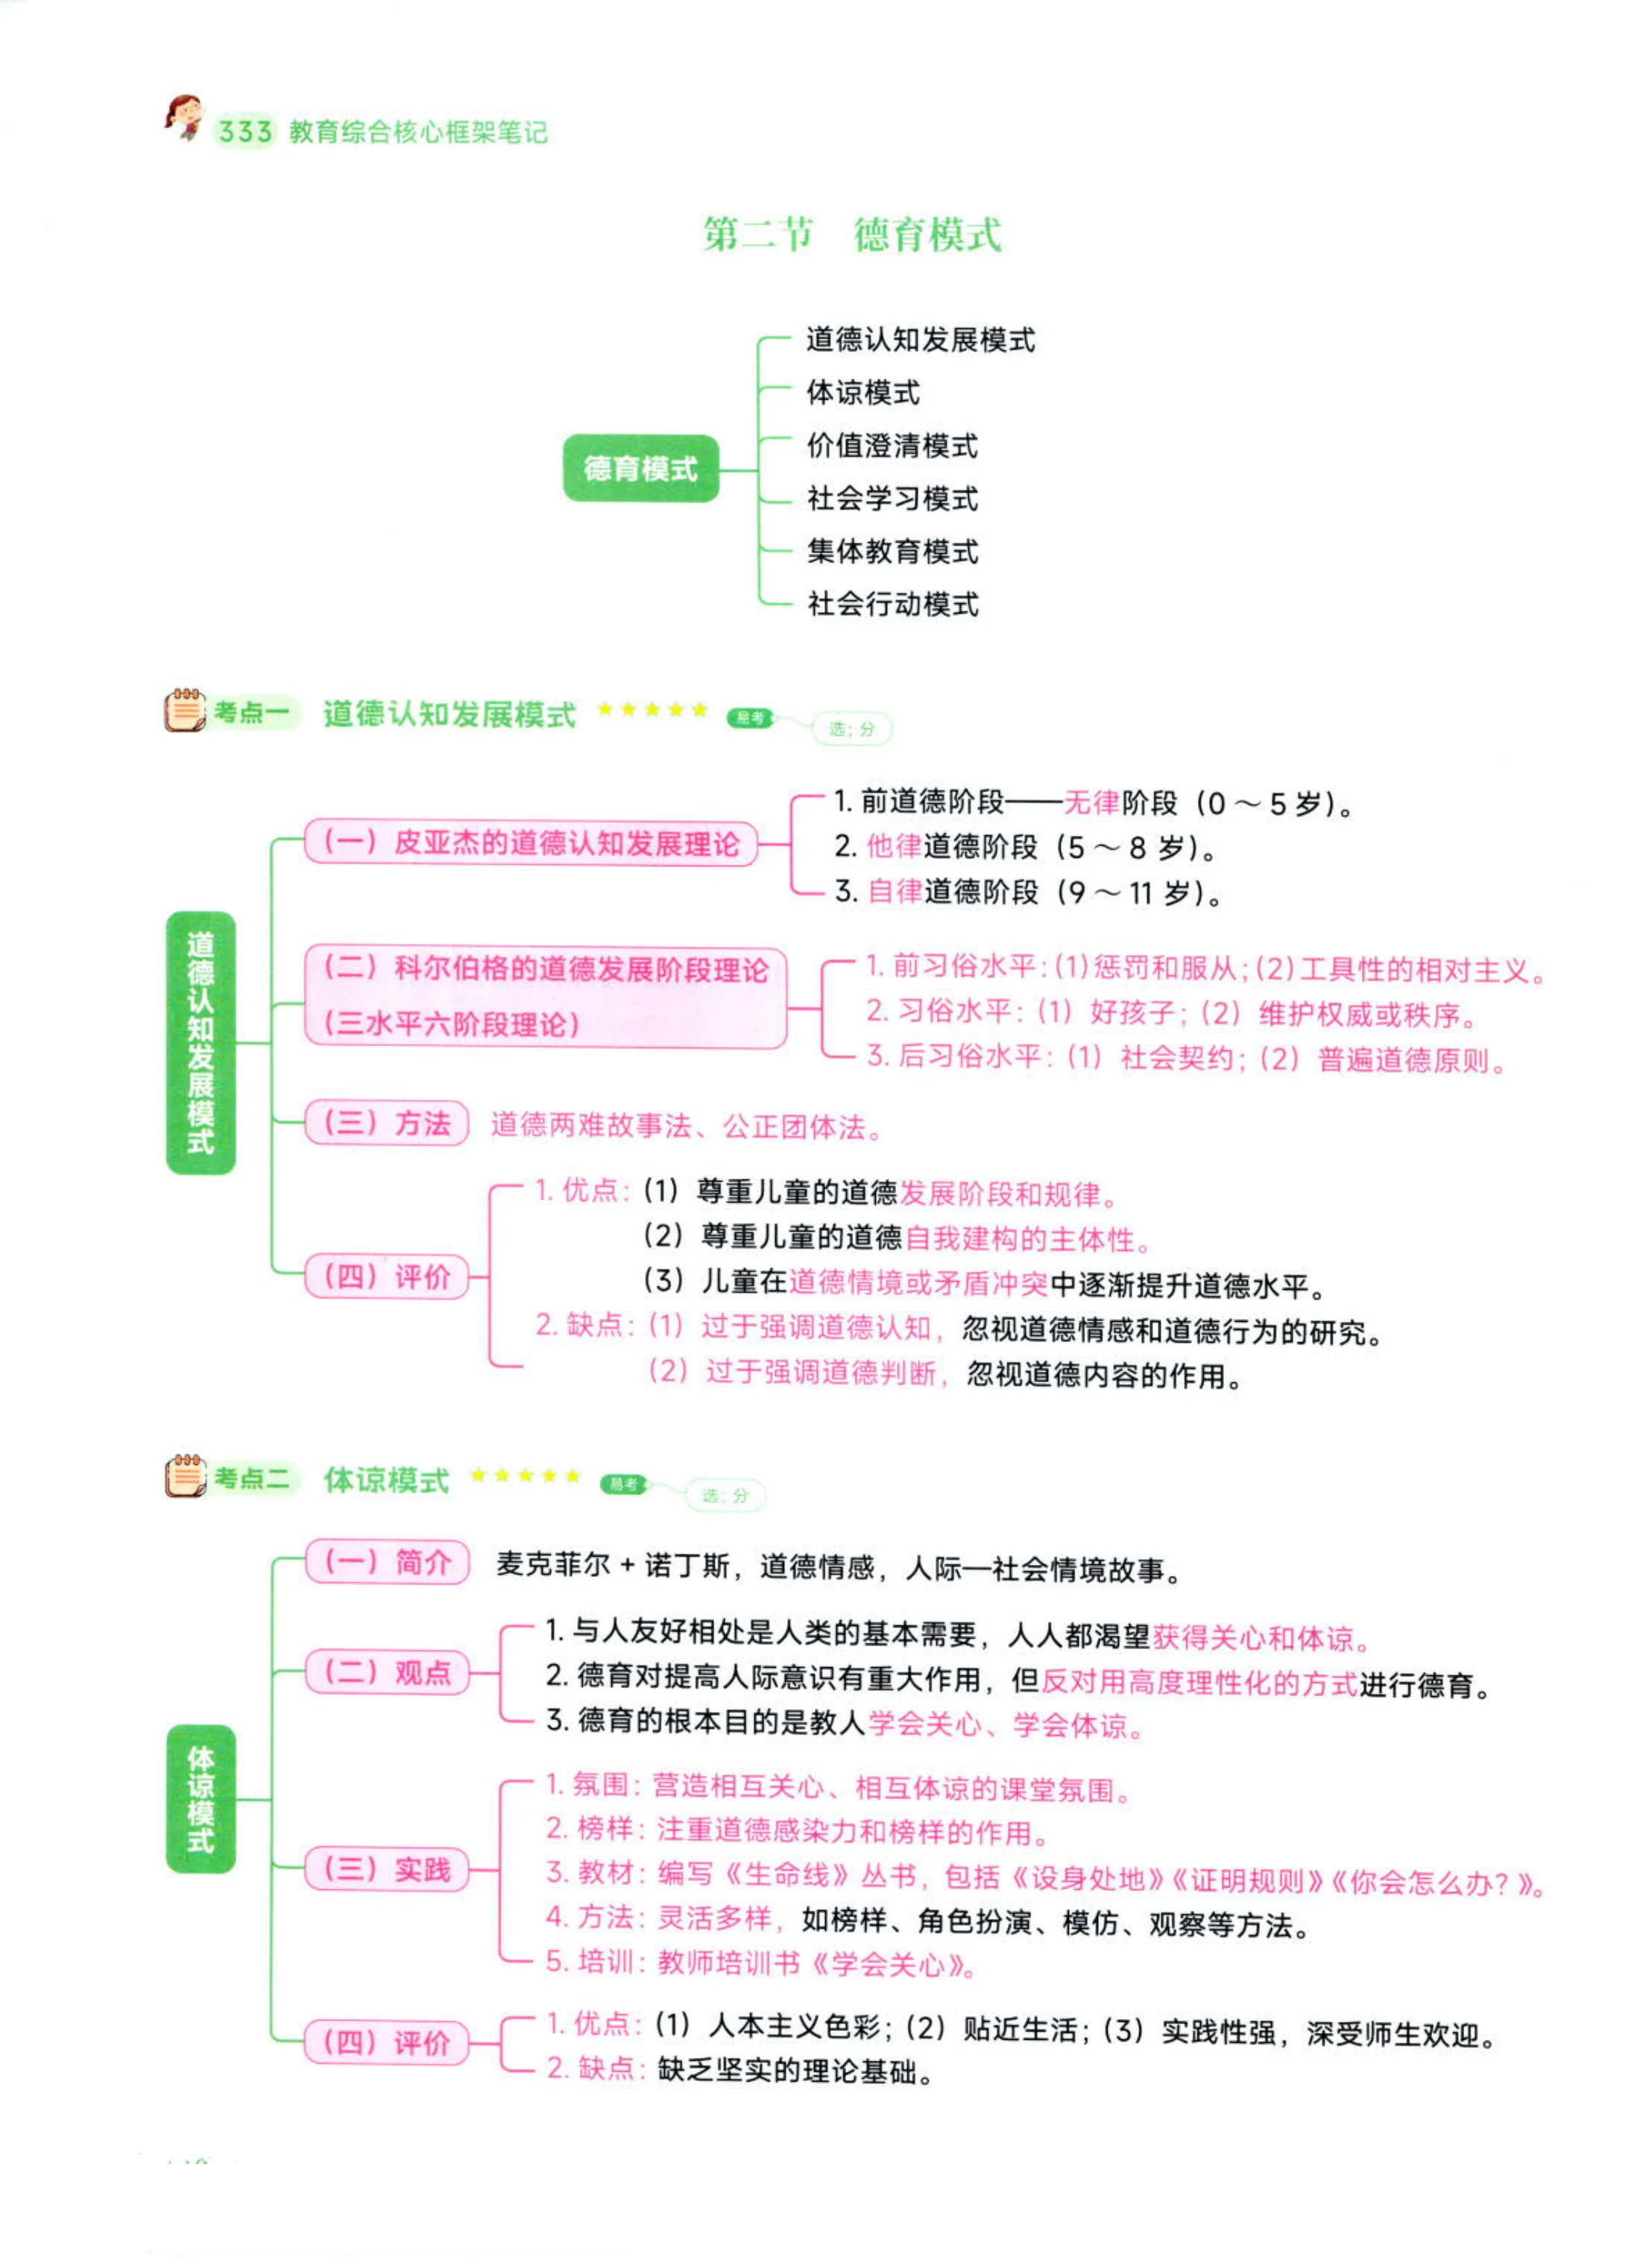 333 教育综合核心框架笔记
第二节 德育模式
德育模式
道德认知发展模式
体谅模式
价值澄清模式
社会学习模式
集体教育模式
社会行动模式
考点一 道德认知发展模式 ★★★★★ 易考 选；分
道德认知发展模式
（一）皮亚杰的道德认知发展理论
1. 前道德阶段——无律阶段（0～5岁）。
2. 他律道德阶段（5～8岁）。
3. 自律道德阶段（9～11岁）。
（二）科尔伯格的道德发展阶段理论
（三水平六阶段理论）
1. 前习俗水平：(1)惩罚和服从；(2)工具性的相对主义。
2. 习俗水平：（1）好孩子；（2）维护权威或秩序。
3. 后习俗水平：（1）社会契约；（2）普遍道德原则。
（三）方法 道德两难故事法、公正团体法。
（四）评价
1. 优点：（1）尊重儿童的道德发展阶段和规律。
（2）尊重儿童的道德自我建构的主体性。
（3）儿童在道德情境或矛盾冲突中逐渐提升道德水平。
2. 缺点：（1）过于强调道德认知，忽视道德情感和道德行为的研究。
（2）过于强调道德判断，忽视道德内容的作用。
考点二 体谅模式 ★★★★★ 易考 选；分
体谅模式
（一）简介 麦克菲尔 + 诺丁斯，道德情感，人际—社会情境故事。
（二）观点
1. 与人友好相处是人类的基本需要，人人都渴望获得关心和体谅。
2. 德育对提高人际意识有重大作用，但反对用高度理性化的方式进行德育。
3. 德育的根本目的是教人学会关心、学会体谅。
（三）实践
1. 氛围：营造相互关心、相互体谅的课堂氛围。
2. 榜样：注重道德感染力和榜样的作用。
3. 教材：编写《生命线》丛书，包括《设身处地》《证明规则》《你会怎么办？》。
4. 方法：灵活多样，如榜样、角色扮演、模仿、观察等方法。
5. 培训：教师培训书《学会关心》。
（四）评价
1. 优点：（1）人本主义色彩；（2）贴近生活；（3）实践性强，深受师生欢迎。
2. 缺点：缺乏坚实的理论基础。